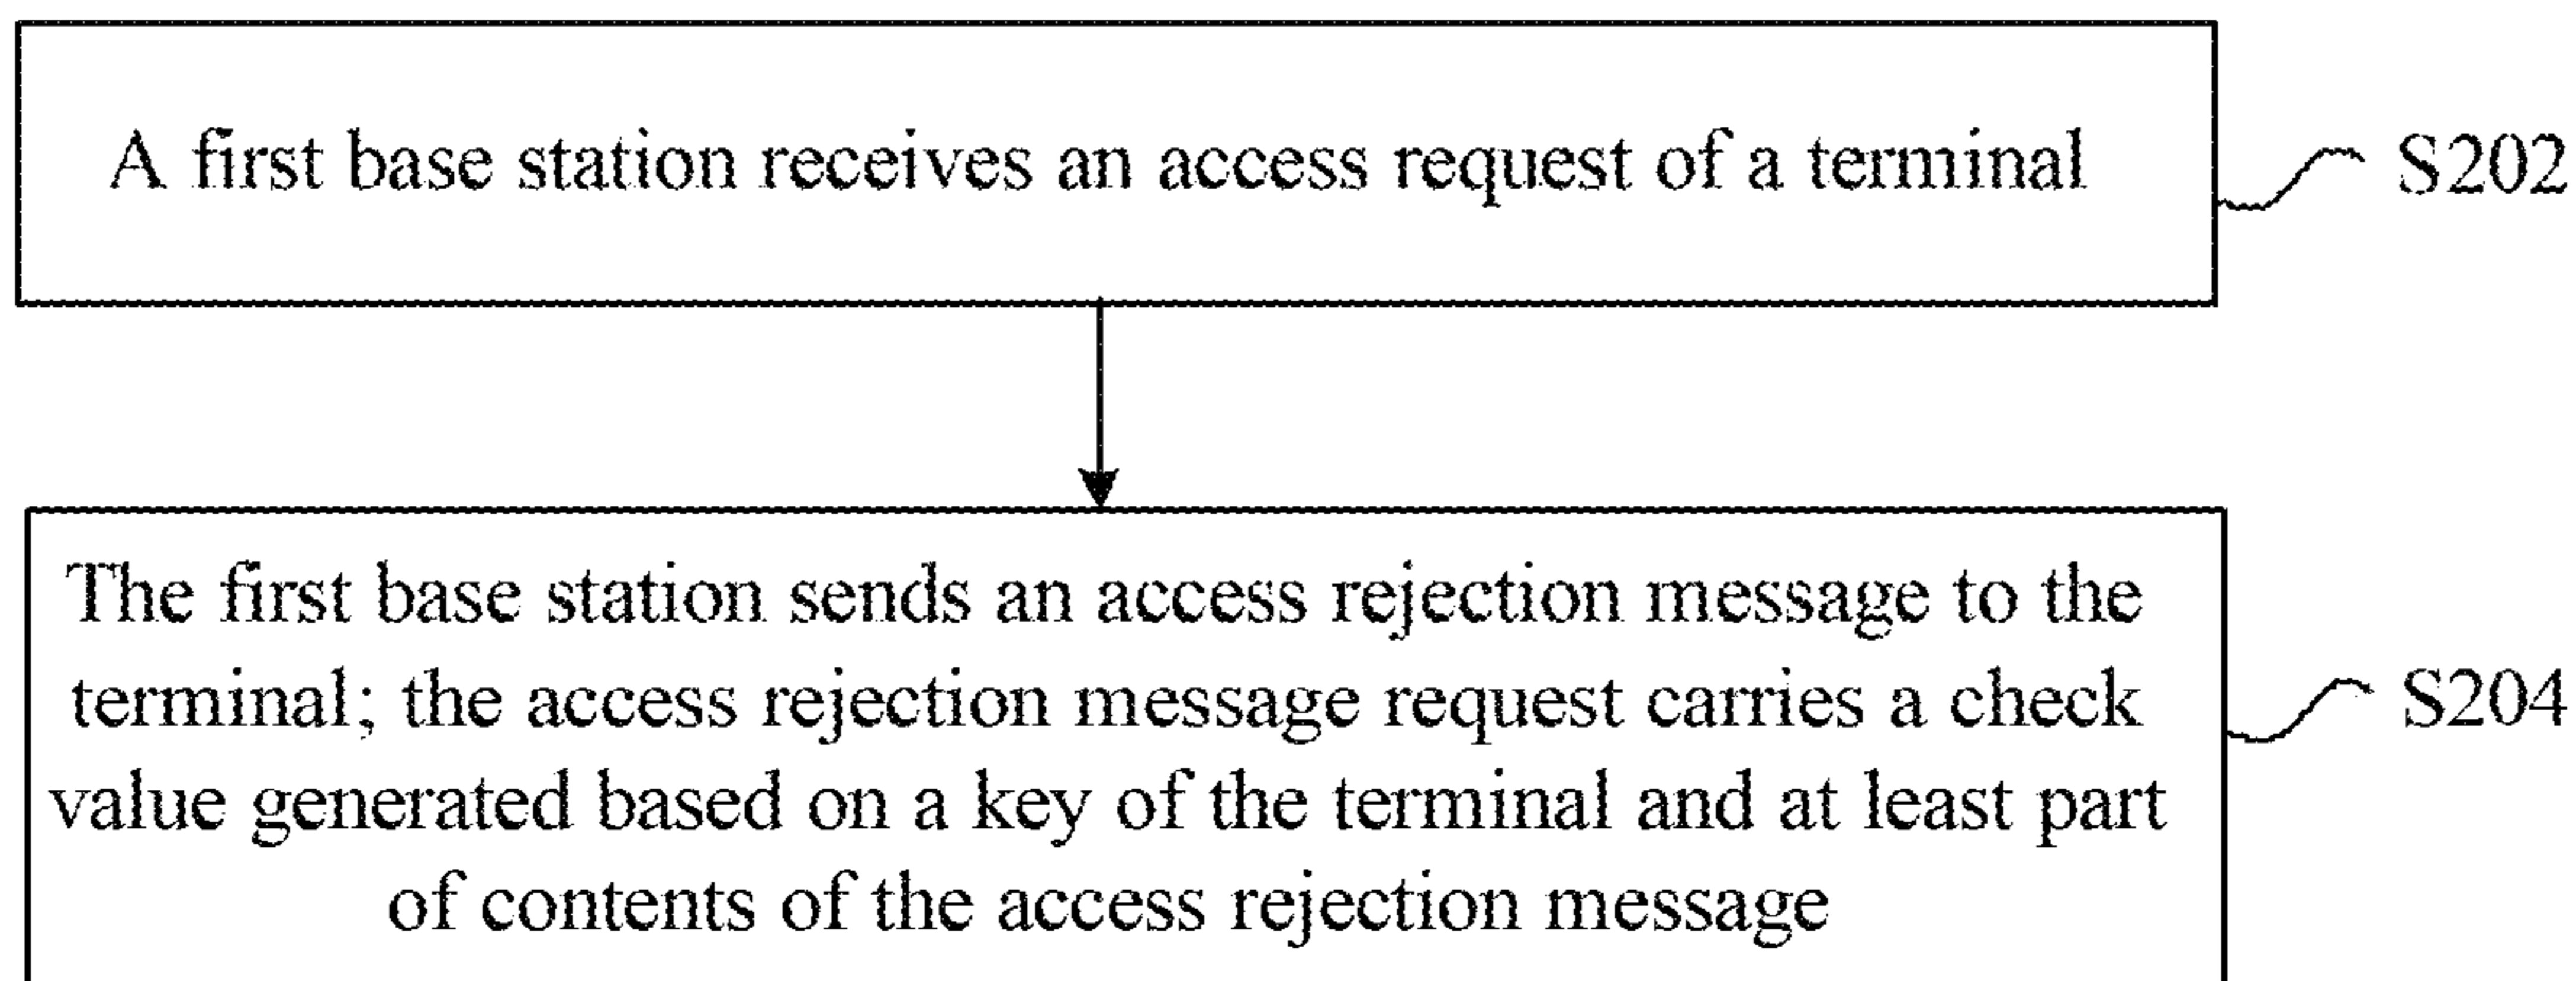 A first base station receives an access request of a terminal
S202
The first base station sends an access rejection message to the
terminal; the access rejection message request carries a check
value generated based on a key of the terminal and at least part
of contents of the access rejection message
S204